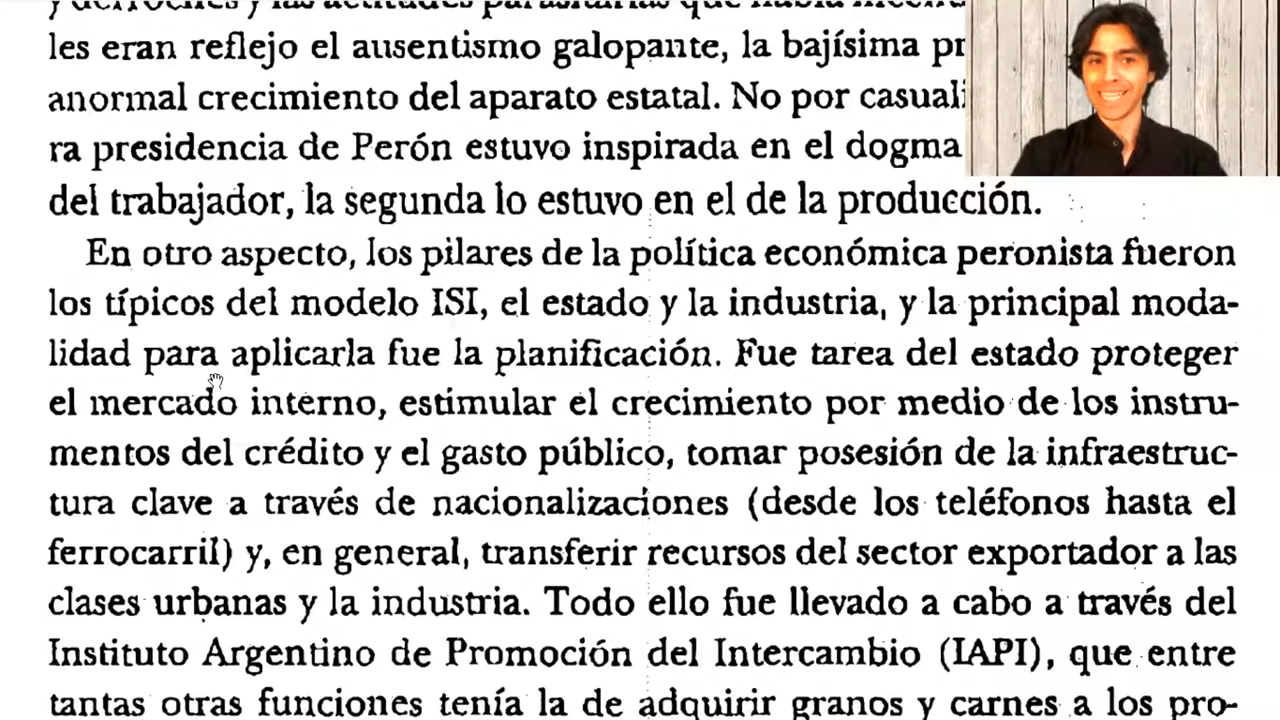 y derroches y las actitudes parasitarias que había
les eran reflejo el ausentismo galopante, la bajísima
anormal crecimiento del aparato estatal. No por
ra presidencia de Perón estuvo inspirada en el dogma
del trabajador, la segunda lo estuvo en el de la producción.
En otro aspecto, los pilares de la política económica peronista fueron
los típicos del modelo ISI, el estado y la industria, y la principal moda-
lidad para aplicarla fue la planificación. Fue tarea del estado proteger
el mercado interno, estimular el crecimiento por medio de los instru-
mentos del crédito y el gasto público, tomar posesión de la infraestruc-
tura clave a través de nacionalizaciones (desde los teléfonos hasta el
ferrocarril) y, en general, transferir recursos del sector exportador a las
clases urbanas y la industria. Todo ello fue llevado a cabo a través del
Instituto Argentino de Promoción del Intercambio (IAPI), que entre
tantas otras funciones tenía la de adquirir granos y carnes a los pro-